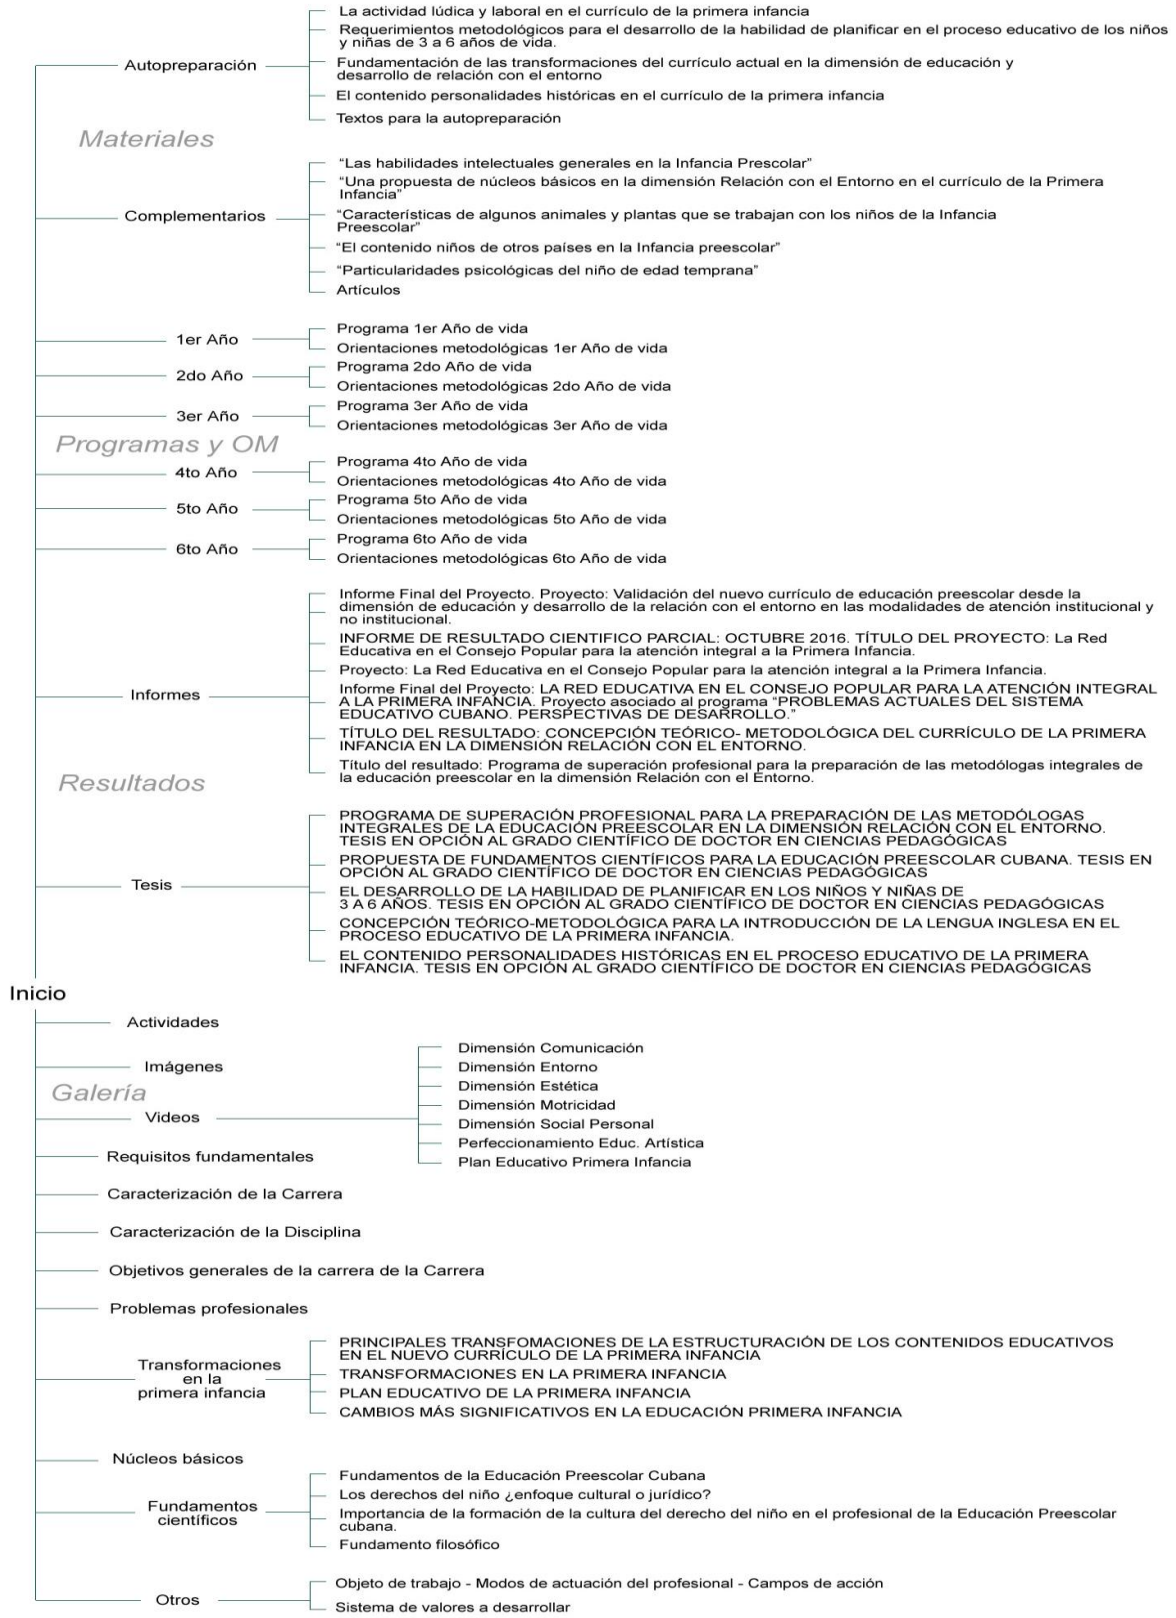 La actividad lúdica y laboral en el currículo de la primera infancia
Requerimientos metodológicos para el desarrollo de la habilidad de planificar en el proceso educativo de los niños
y niñas de 3 a 6 años de vida.
Autopreparación
Fundamentación de las transformaciones del currículo actual en la dimensión de educación y
desarrollo de relación con el entorno
El contenido personalidades históricas en el currículo de la primera infancia
Textos para la autopreparación
Materiales
“Las habilidades intelectuales generales en la Infancia Prescolar”
“Una propuesta de núcleos básicos en la dimensión Relación con el Entorno en el currículo de la Primera
Infancia”
Complementarios
“Características de algunos animales y plantas que se trabajan con los niños de la Infancia
Preescolar”
“El contenido niños de otros países en la Infancia preescolar”
“Particularidades psicológicas del niño de edad temprana”
Artículos
1er Año
Programa 1er Año de vida
Orientaciones metodológicas 1er Año de vida
2do Año
Programa 2do Año de vida
Orientaciones metodológicas 2do Año de vida
3er Año
Programa 3er Año de vida
Orientaciones metodológicas 3er Año de vida
Programas y OM
4to Año
Programa 4to Año de vida
Orientaciones metodológicas 4to Año de vida
5to Año
Programa 5to Año de vida
Orientaciones metodológicas 5to Año de vida
6to Año
Programa 6to Año de vida
Orientaciones metodológicas 6to Año de vida
Informe Final del Proyecto. Proyecto: Validación del nuevo currículo de educación preescolar desde la
dimensión de educación y desarrollo de la relación con el entorno en las modalidades de atención institucional y
no institucional.
INFORME DE RESULTADO CIENTIFICO PARCIAL: OCTUBRE 2016. TÍTULO DEL PROYECTO: La Red
Educativa en el Consejo Popular para la atención integral a la Primera Infancia.
Proyecto: La Red Educativa en el Consejo Popular para la atención integral a la Primera Infancia.
Informes
Informe Final del Proyecto: LA RED EDUCATIVA EN EL CONSEJO POPULAR PARA LA ATENCIÓN INTEGRAL
A LA PRIMERA INFANCIA. Proyecto asociado al programa “PROBLEMAS ACTUALES DEL SISTEMA
EDUCATIVO CUBANO. PERSPECTIVAS DE DESARROLLO.”
TÍTULO DEL RESULTADO: CONCEPCIÓN TEÓRICO- METODOLÓGICA DEL CURRÍCULO DE LA PRIMERA
INFANCIA EN LA DIMENSIÓN RELACIÓN CON EL ENTORNO.
Título del resultado: Programa de superación profesional para la preparación de las metodólogas integrales de
la educación preescolar en la dimensión Relación con el Entorno.
Resultados
PROGRAMA DE SUPERACIÓN PROFESIONAL PARA LA PREPARACIÓN DE LAS METODÓLOGAS
INTEGRALES DE LA EDUCACIÓN PREESCOLAR EN LA DIMENSIÓN RELACIÓN CON EL ENTORNO.
TESIS EN OPCIÓN AL GRADO CIENTÍFICO DE DOCTOR EN CIENCIAS PEDAGÓGICAS
PROPUESTA DE FUNDAMENTOS CIENTÍFICOS PARA LA EDUCACIÓN PREESCOLAR CUBANA. TESIS EN
OPCIÓN AL GRADO CIENTÍFICO DE DOCTOR EN CIENCIAS PEDAGÓGICAS
Tesis
EL DESARROLLO DE LA HABILIDAD DE PLANIFICAR EN LOS NIÑOS Y NIÑAS DE
3 A 6 AÑOS. TESIS EN OPCIÓN AL GRADO CIENTÍFICO DE DOCTOR EN CIENCIAS PEDAGÓGICAS
CONCEPCIÓN TEÓRICO-METODOLÓGICA PARA LA INTRODUCCIÓN DE LA LENGUA INGLESA EN EL
PROCESO EDUCATIVO DE LA PRIMERA INFANCIA.
EL CONTENIDO PERSONALIDADES HISTÓRICAS EN EL PROCESO EDUCATIVO DE LA PRIMERA
INFANCIA. TESIS EN OPCIÓN AL GRADO CIENTÍFICO DE DOCTOR EN CIENCIAS PEDAGÓGICAS
Inicio
Actividades
Imágenes
Galería
Videos
Dimensión Comunicación
Dimensión Entorno
Dimensión Estética
Dimensión Motricidad
Dimensión Social Personal
Perfeccionamiento Educ. Artística
Plan Educativo Primera Infancia
Requisitos fundamentales
Caracterización de la Carrera
Caracterización de la Disciplina
Objetivos generales de la carrera de la Carrera
Problemas profesionales
Transformaciones
en la
primera infancia
PRINCIPALES TRANSFOMACIONES DE LA ESTRUCTURACIÓN DE LOS CONTENIDOS EDUCATIVOS
EN EL NUEVO CURRÍCULO DE LA PRIMERA INFANCIA
TRANSFORMACIONES EN LA PRIMERA INFANCIA
PLAN EDUCATIVO DE LA PRIMERA INFANCIA
CAMBIOS MÁS SIGNIFICATIVOS EN LA EDUCACIÓN PRIMERA INFANCIA
Núcleos básicos
Fundamentos
científicos
Fundamentos de la Educación Preescolar Cubana
Los derechos del niño ¿enfoque cultural o jurídico?
Importancia de la formación de la cultura del derecho del niño en el profesional de la Educación Preescolar
cubana.
Fundamento filosófico
Otros
Objeto de trabajo - Modos de actuación del profesional - Campos de acción
Sistema de valores a desarrollar